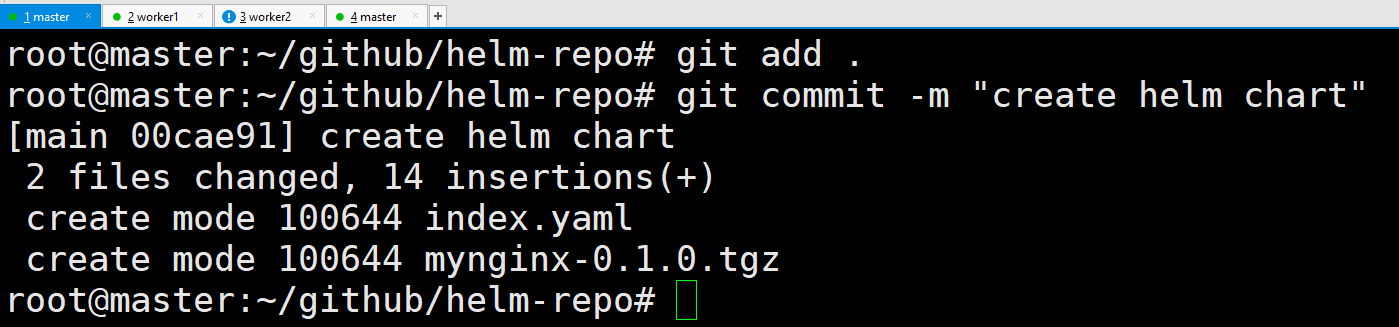 1 master × 2 worker1 × 3 worker2 × 4 master × +
root@master:~/github/helm-repo# git add .
root@master:~/github/helm-repo# git commit -m "create helm chart"
[main 00cae91] create helm chart
 2 files changed, 14 insertions(+)
 create mode 100644 index.yaml
 create mode 100644 mynginx-0.1.0.tgz
root@master:~/github/helm-repo#